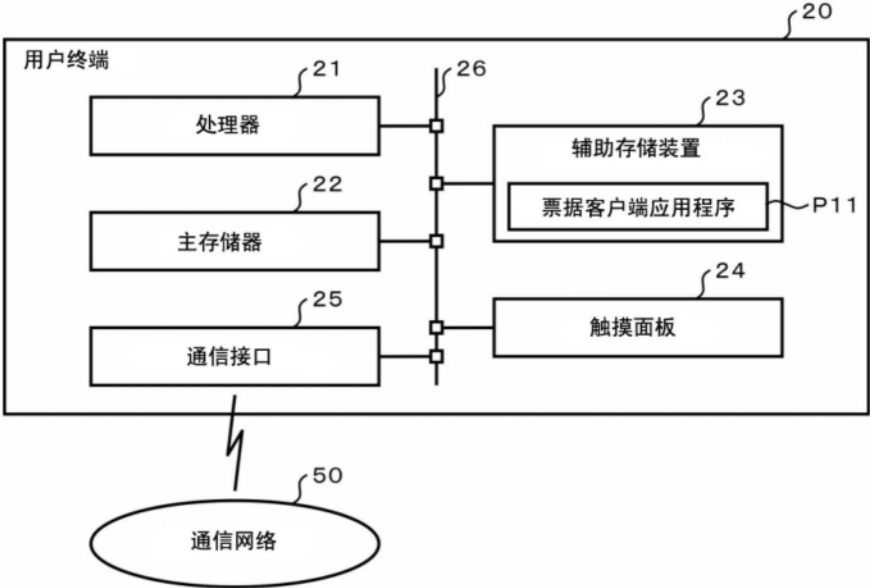 20
用户终端
21
26
处理器
23
辅助存储装置
票据客户端应用程序
P11
22
主存储器
24
触摸面板
25
通信接口
50
通信网络